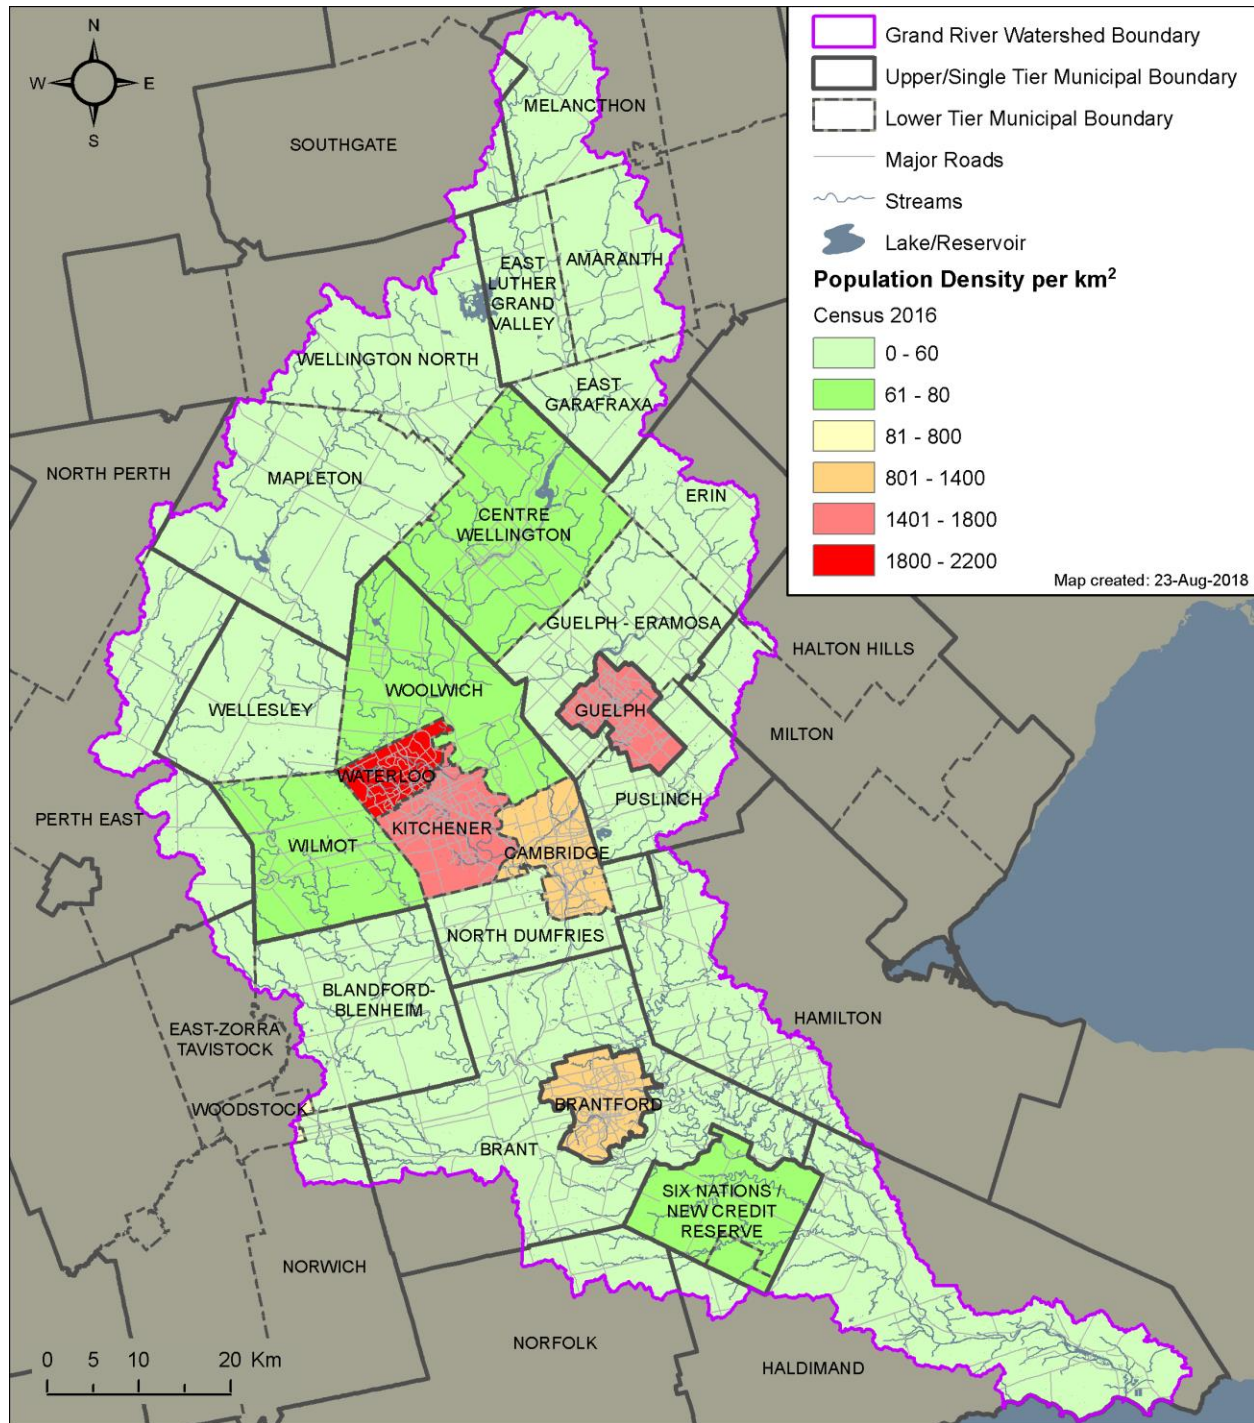 N
W
E
S
Grand River Watershed Boundary
Upper/Single Tier Municipal Boundary
Lower Tier Municipal Boundary
Major Roads
Streams
Lake/Reservoir
Population Density per km²
Census 2016
0 - 60
61 - 80
81 - 800
801 - 1400
1401 - 1800
1800 - 2200
Map created: 23-Aug-2018
MELANCTHON
SOUTHGATE
EAST
LUTHER
GRAND
VALLEY
AMARANTH
WELLINGTON NORTH
EAST
GARAFRAXA
NORTH PERTH
MAPLETON
ERIN
CENTRE
WELLINGTON
GUELPH - ERAMOSA
HALTON HILLS
WOOLWICH
WELLESLEY
GUELPH
MILTON
WATERLOO
PUSLINCH
PERTH EAST
KITCHENER
WILMOT
CAMBRIDGE
NORTH DUMFRIES
BLANDFORD-
BLENHEIM
HAMILTON
EAST-ZORRA
TAVISTOCK
WOODSTOCK
BRANTFORD
BRANT
SIX NATIONS /
NEW CREDIT
RESERVE
NORWICH
NORFOLK
HALDIMAND
0 5 10 20 Km